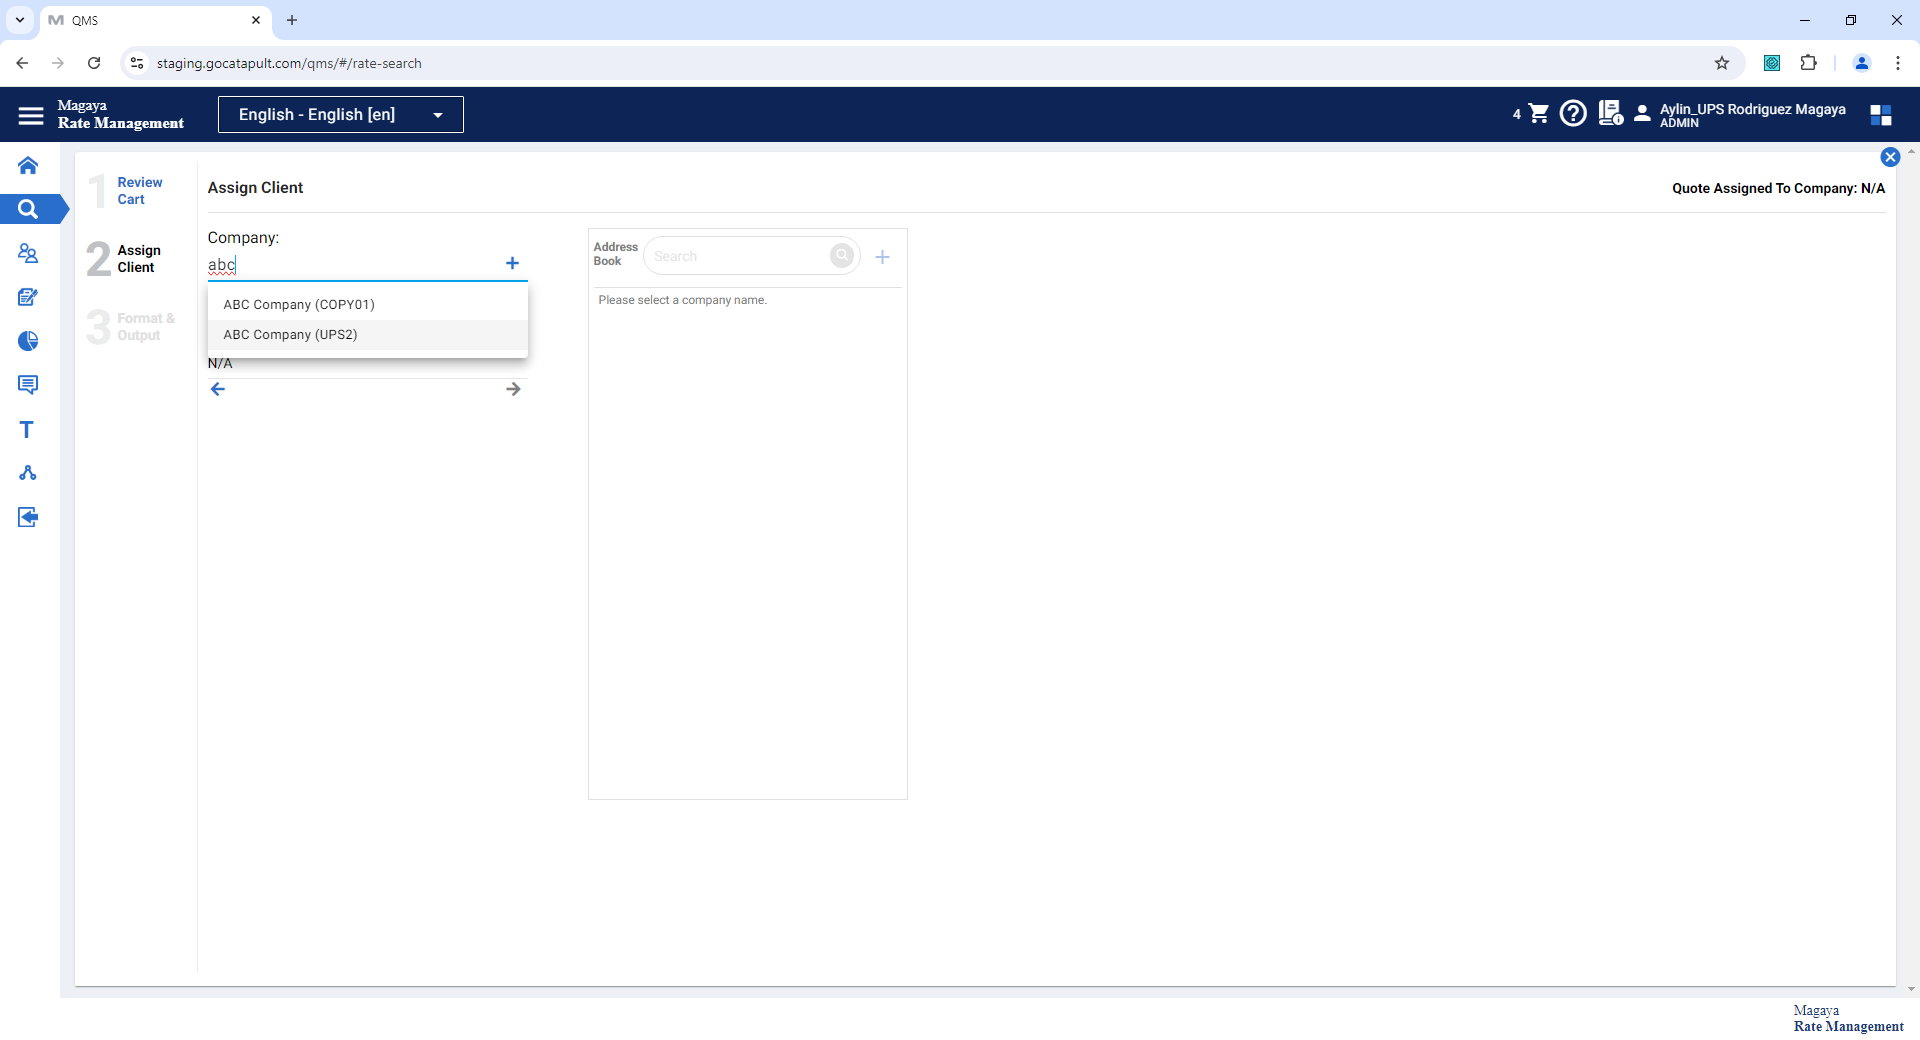 QMS
staging.gocatapult.com/qms/#/rate-search
Magaya
Rate Management
English - English [en]
4
Aylin_UPS Rodriguez Magaya
ADMIN
1 Review
Cart
Assign Client
Quote Assigned To Company: N/A
2 Assign
Client
Company:
abc
ABC Company (COPY01)
ABC Company (UPS2)
N/A
Address
Book
Search
Please select a company name.
3 Format &
Output
T
Magaya
Rate Management